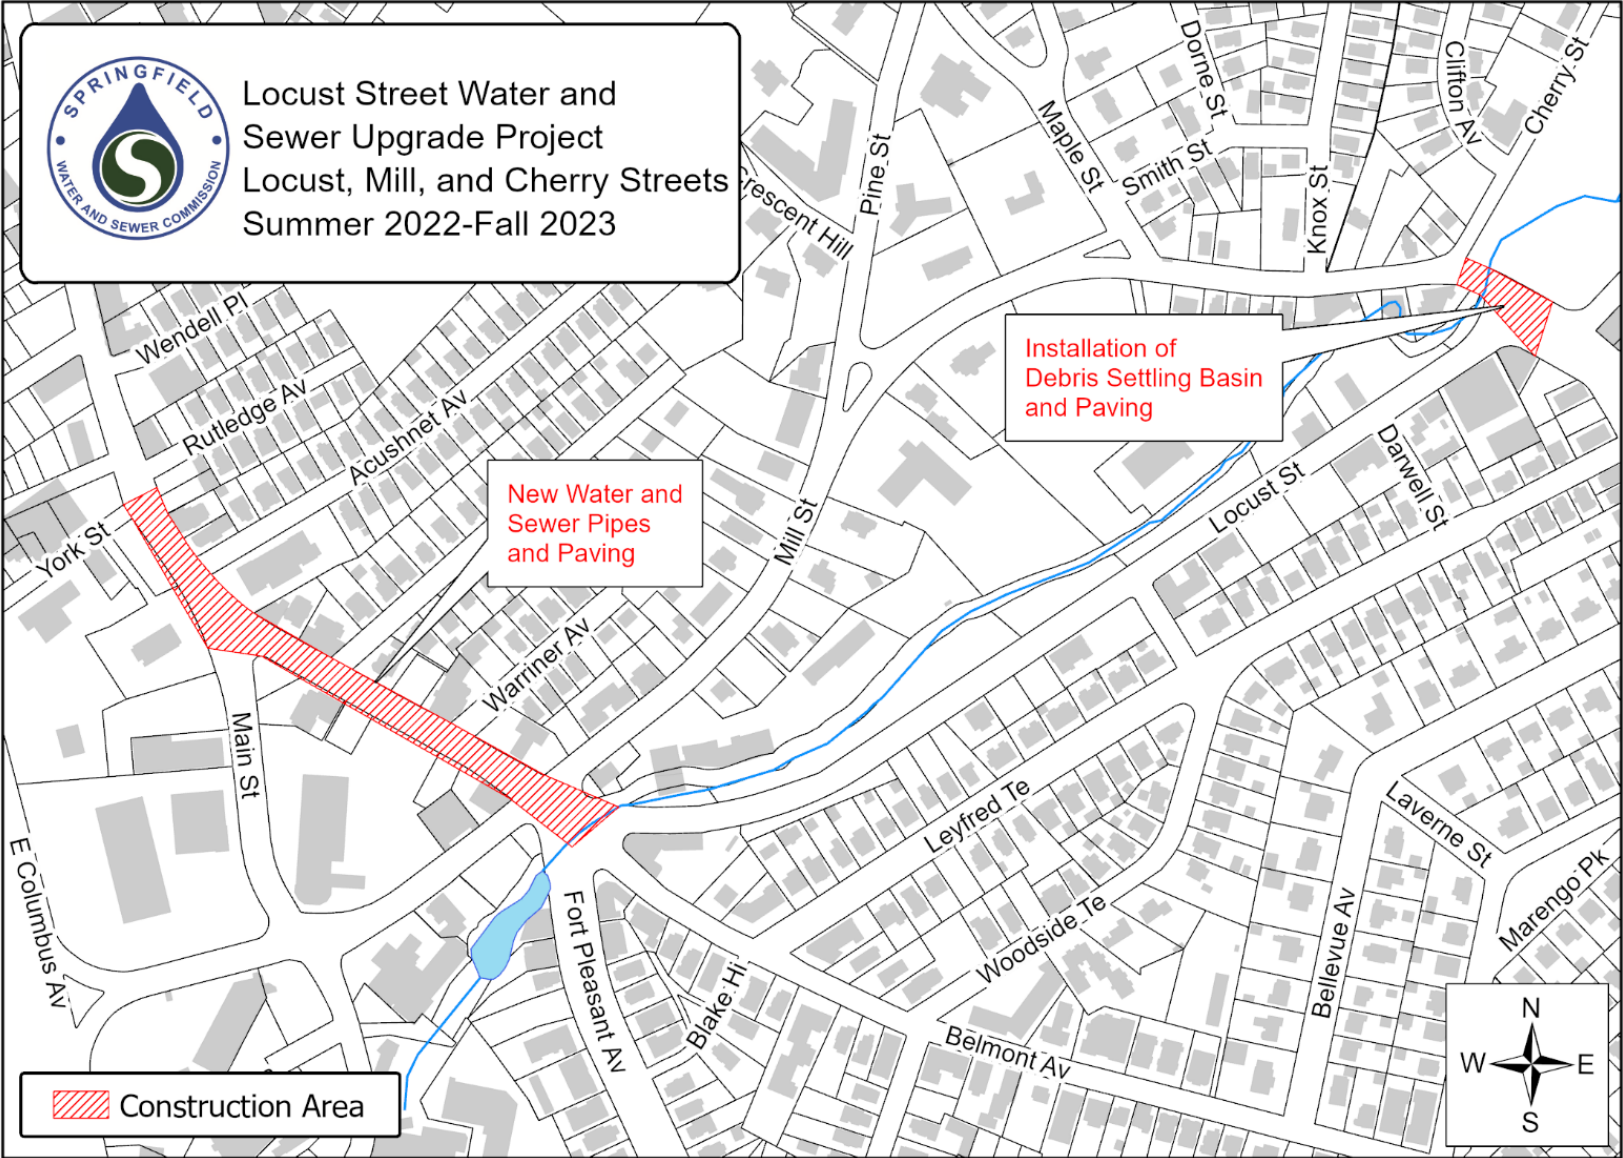 SPRINGFIELD
WATER AND SEWER COMMISSION
Locust Street Water and
Sewer Upgrade Project
Locust, Mill, and Cherry Streets
Summer 2022-Fall 2023
Dorne St
Clifton Av
Cherry St
Maple St
Smith St
Pine St
Knox St
Crescent Hill
Wendell Pl
Rutledge Av
Acushnet Av
Installation of
Debris Settling Basin
and Paving
New Water and
Sewer Pipes
and Paving
York St
Mill St
Locust St
Darwell St
Warriner Av
Main St
Leyfred Te
Laverne St
E Columbus Av
Fort Pleasant Av
Blake Hl
Woodside Te
Bellevue Av
Marengo Pk
Belmont Av
Construction Area
N
W
E
S